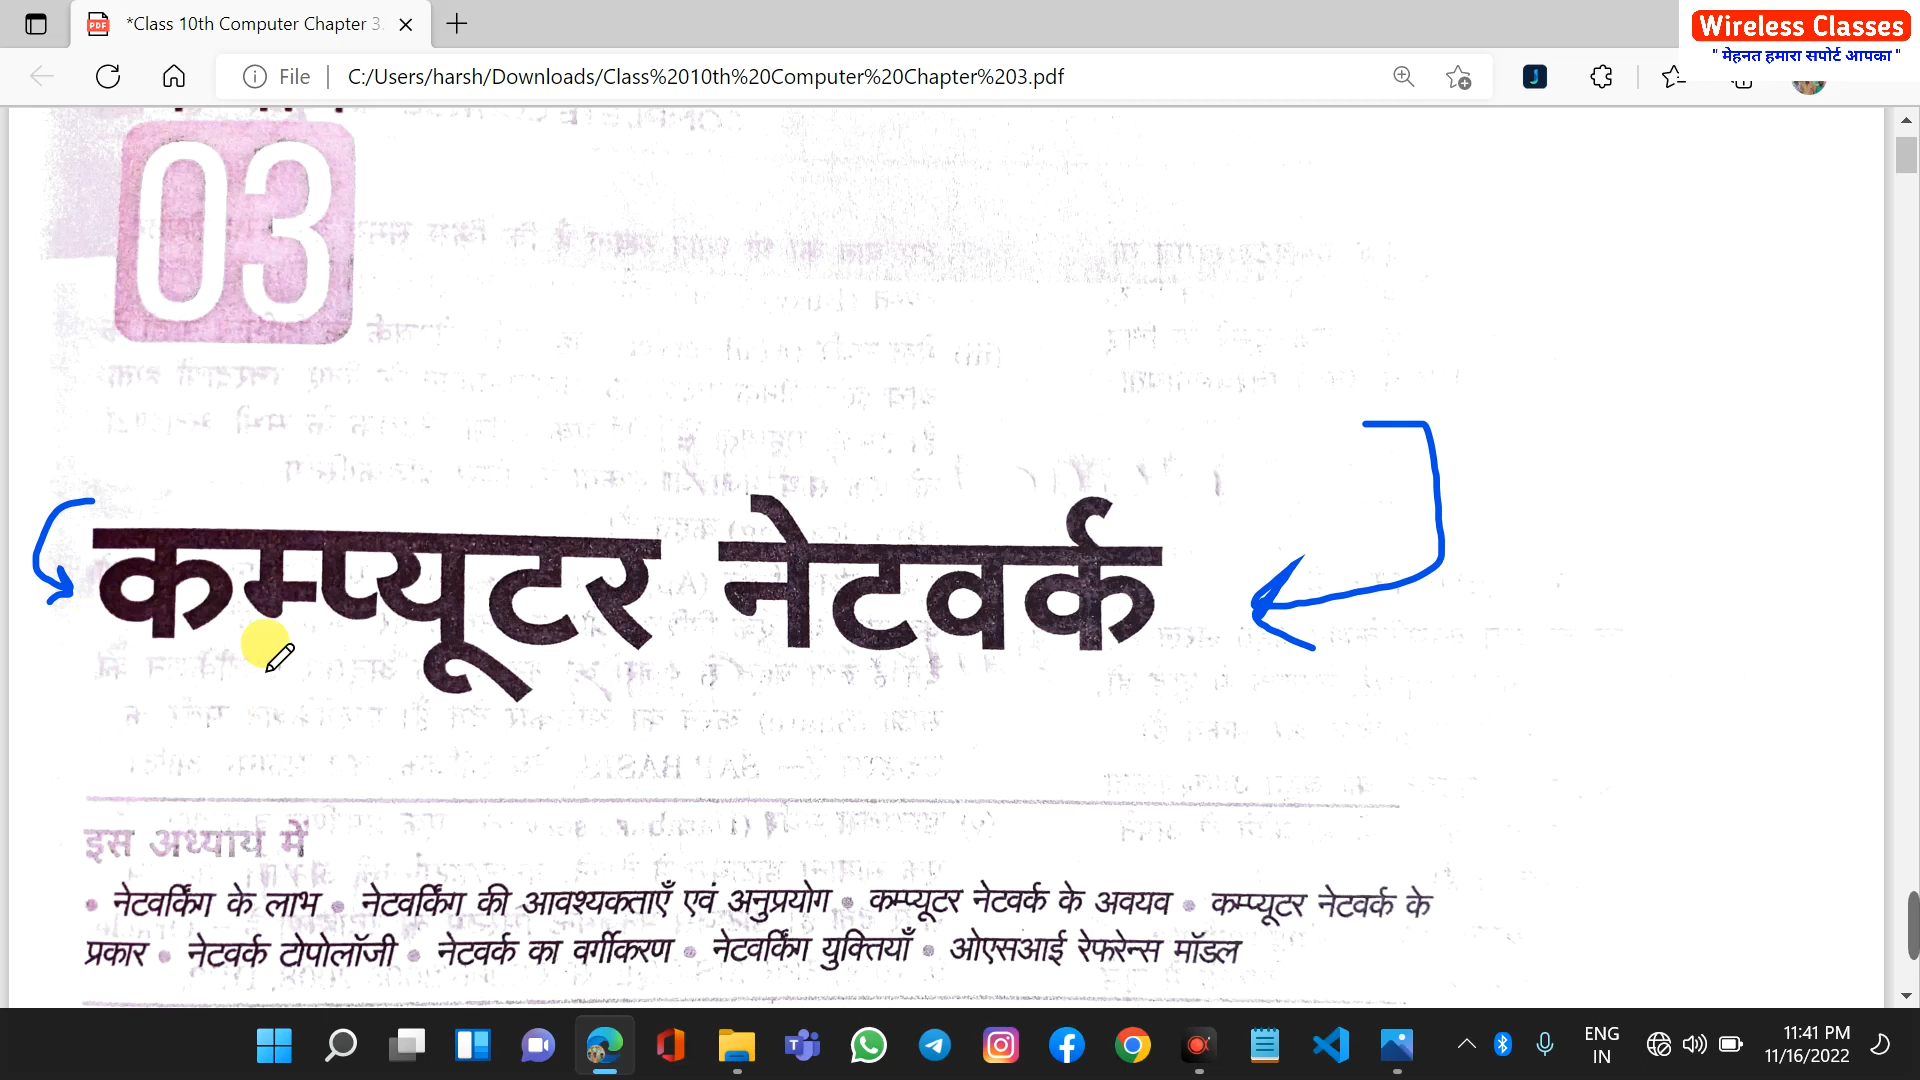 *Class 10th Computer Chapter 3.
Wireless Classes
" मेहनत हमारा सपोर्ट आपका "
File
C:/Users/harsh/Downloads/Class%2010th%20Computer%20Chapter%203.pdf
03
कम्प्यूटर नेटवर्क
इस अध्याय में
• नेटवर्किंग के लाभ • नेटवर्किंग की आवश्यकताएँ एवं अनुप्रयोग • कम्प्यूटर नेटवर्क के अवयव • कम्प्यूटर नेटवर्क के
प्रकार • नेटवर्क टोपोलॉजी • नेटवर्क का वर्गीकरण • नेटवर्किंग युक्तियाँ • ओएसआई रेफरेन्स मॉडल
ENG
IN
11:41 PM
11/16/2022